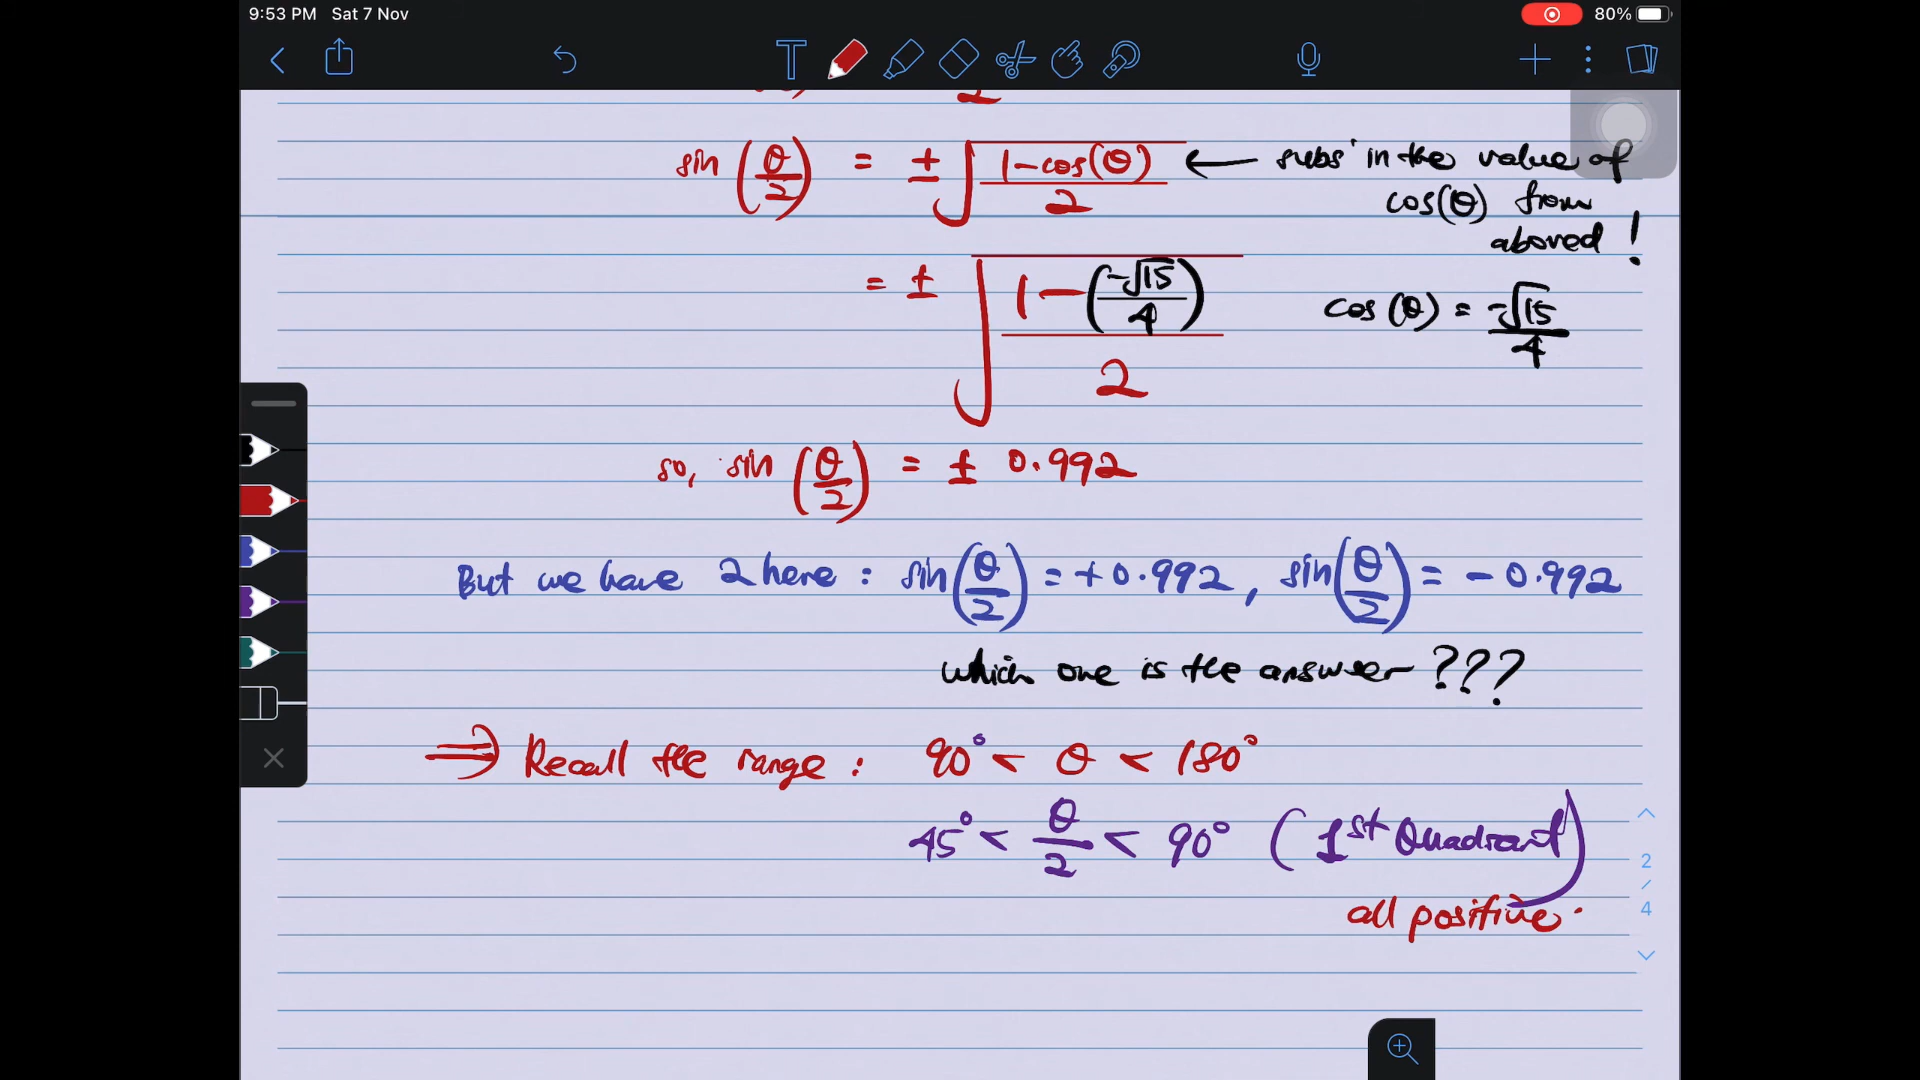 9:53 PM Sat 7 Nov 80%
2
sin (θ/2) = ± √((1-cos(θ))/2) ← subs' in the value of
cos(θ) from
aboved !
= ± √((1-(-√15/4))/2) cos (θ) = -√15/4
so, sin (θ/2) = ± 0.992
But we have 2 here : sin(θ/2) = +0.992, sin(θ/2) = - 0.992
which one is the answer ???
⇒ Recall the range : 90° < θ < 180°
45° < θ/2 < 90° ( 1st Quadrant)
all positive.
2
/
4